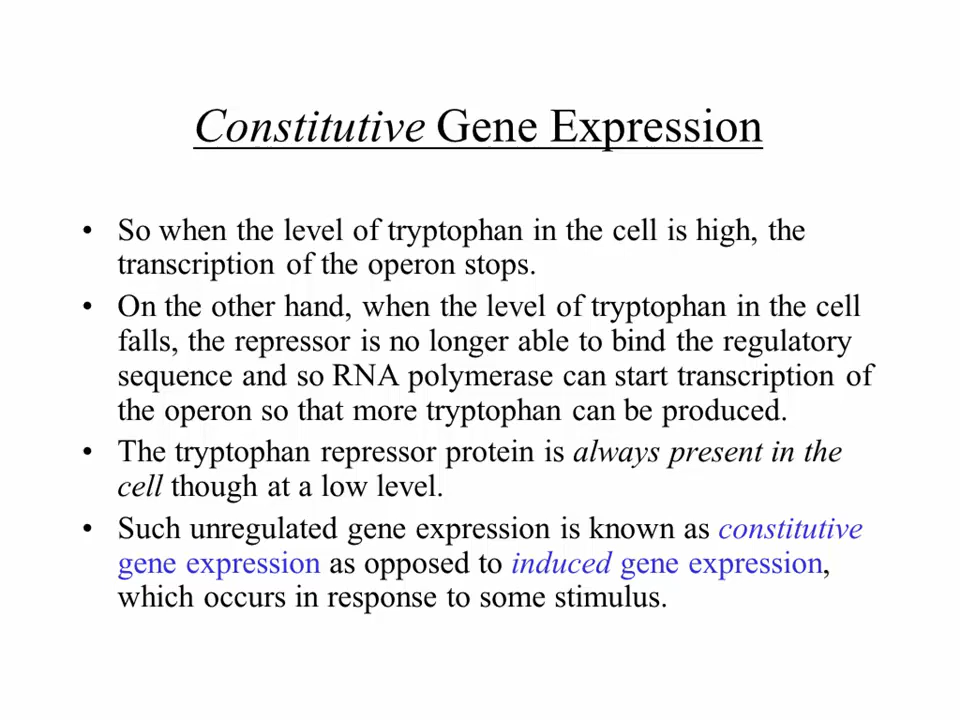 Constitutive Gene Expression
• So when the level of tryptophan in the cell is high, the
transcription of the operon stops.
• On the other hand, when the level of tryptophan in the cell
falls, the repressor is no longer able to bind the regulatory
sequence and so RNA polymerase can start transcription of
the operon so that more tryptophan can be produced.
• The tryptophan repressor protein is always present in the
cell though at a low level.
• Such unregulated gene expression is known as constitutive
gene expression as opposed to induced gene expression,
which occurs in response to some stimulus.